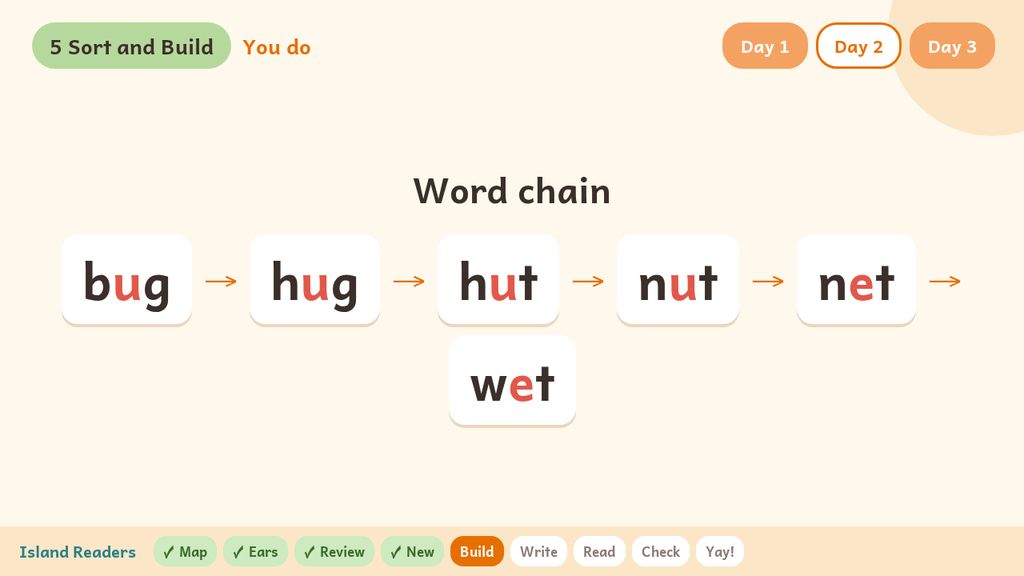 5 Sort and Build You do Day 1 Day 2 Day 3
Word chain
bug → hug → hut → nut → net →
wet
Island Readers ✓ Map ✓ Ears ✓ Review ✓ New Build Write Read Check Yay!